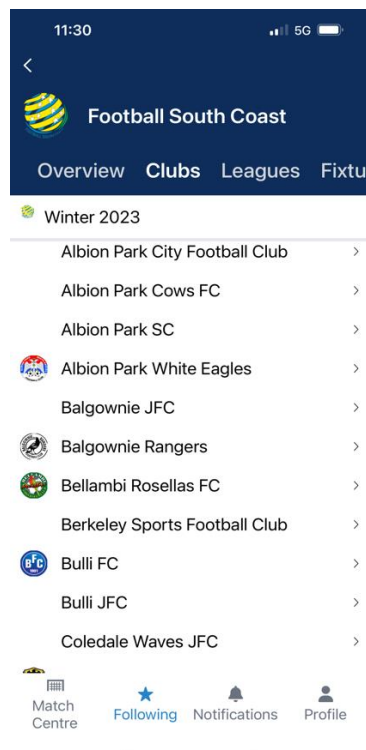 11:30
5G
Football South Coast
Overview Clubs Leagues Fixtu
Winter 2023
Albion Park City Football Club
Albion Park Cows FC
Albion Park SC
Albion Park White Eagles
Balgownie JFC
Balgownie Rangers
Bellambi Rosellas FC
Berkeley Sports Football Club
BFC
Bulli FC
Bulli JFC
Coledale Waves JFC
Match Centre
Following
Notifications
Profile